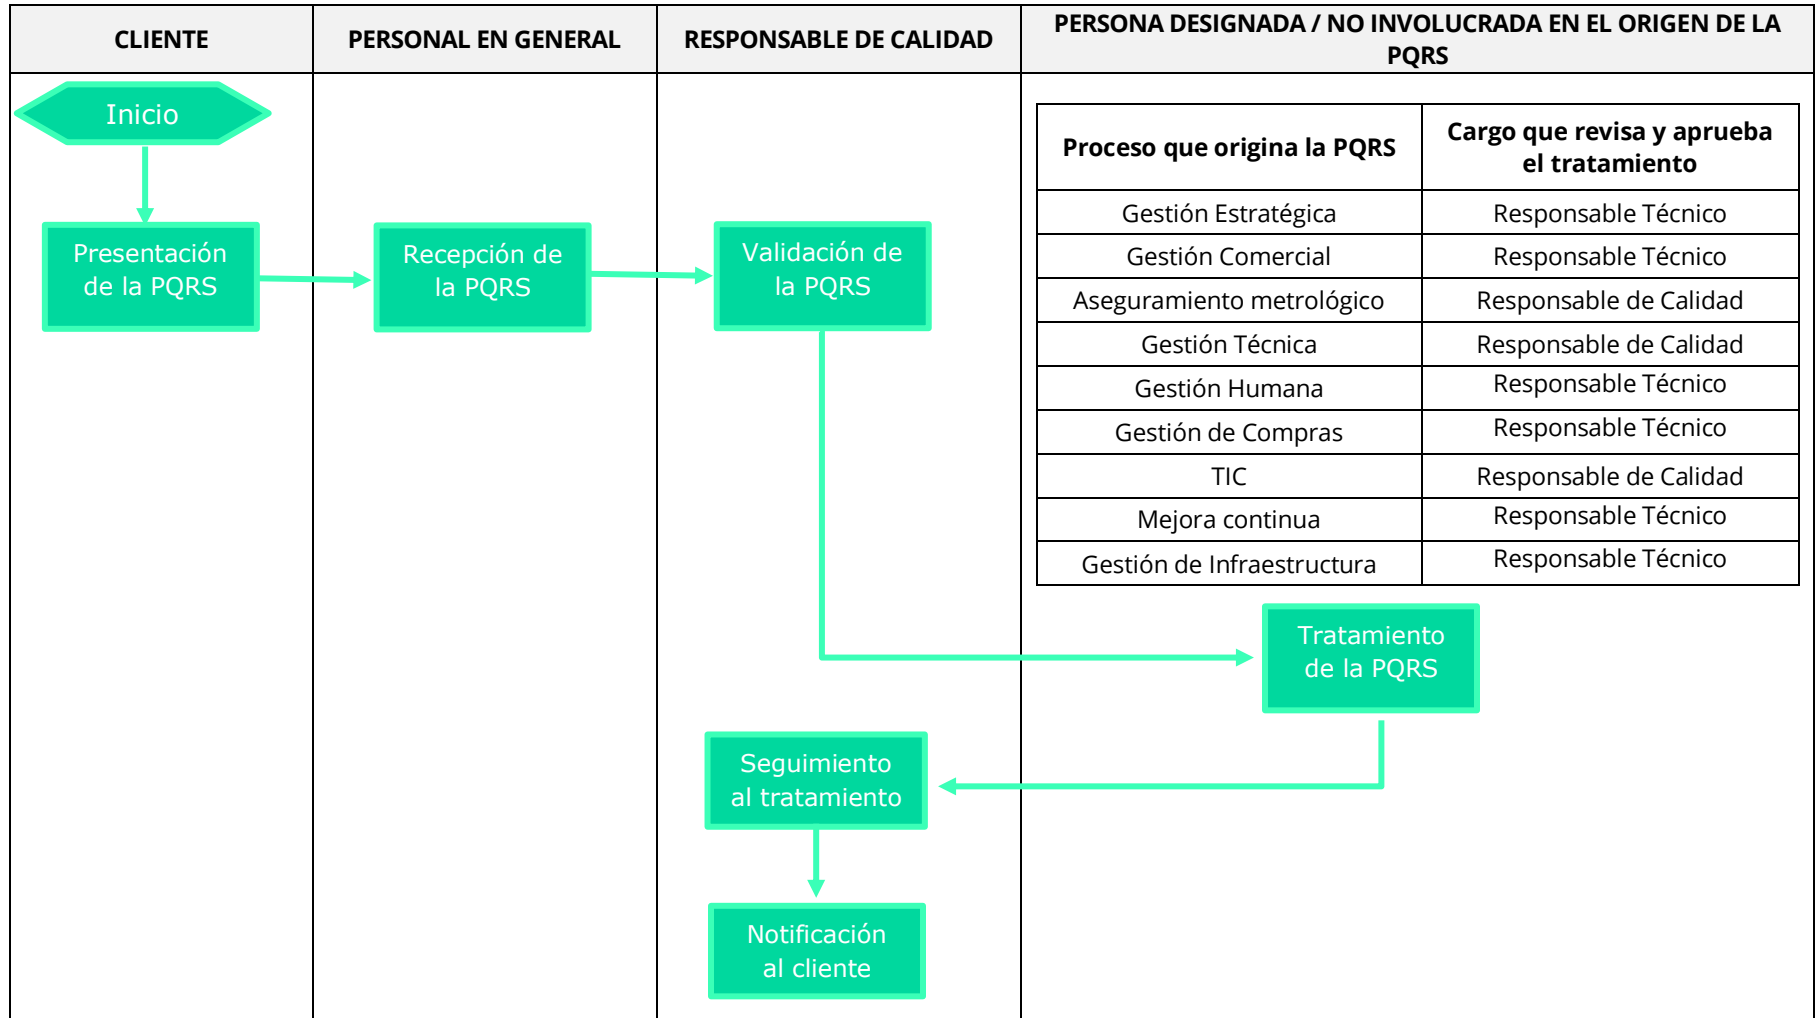 CLIENTE
PERSONAL EN GENERAL
RESPONSABLE DE CALIDAD
PERSONA DESIGNADA / NO INVOLUCRADA EN EL ORIGEN DE LA
PQRS
Inicio
Presentación
de la PQRS
Recepción de
la PQRS
Validación de
la PQRS
Proceso que origina la PQRS
Cargo que revisa y aprueba
el tratamiento
Gestión Estratégica
Responsable Técnico
Gestión Comercial
Responsable Técnico
Aseguramiento metrológico
Responsable de Calidad
Gestión Técnica
Responsable de Calidad
Gestión Humana
Responsable Técnico
Gestión de Compras
Responsable Técnico
TIC
Responsable de Calidad
Mejora continua
Responsable Técnico
Gestión de Infraestructura
Responsable Técnico
Tratamiento
de la PQRS
Seguimiento
al tratamiento
Notificación
al cliente